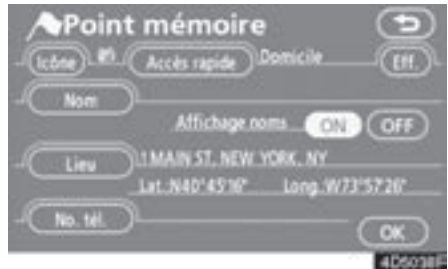 Point mémoire
Icône Accès rapide Domicile Eff.
Nom
Affichage noms ON OFF
Lieu 1 MAIN ST, NEW YORK, NY
Lat. N40°45'16" Long. W73°57'26"
No. tél.
OK
4D5038F